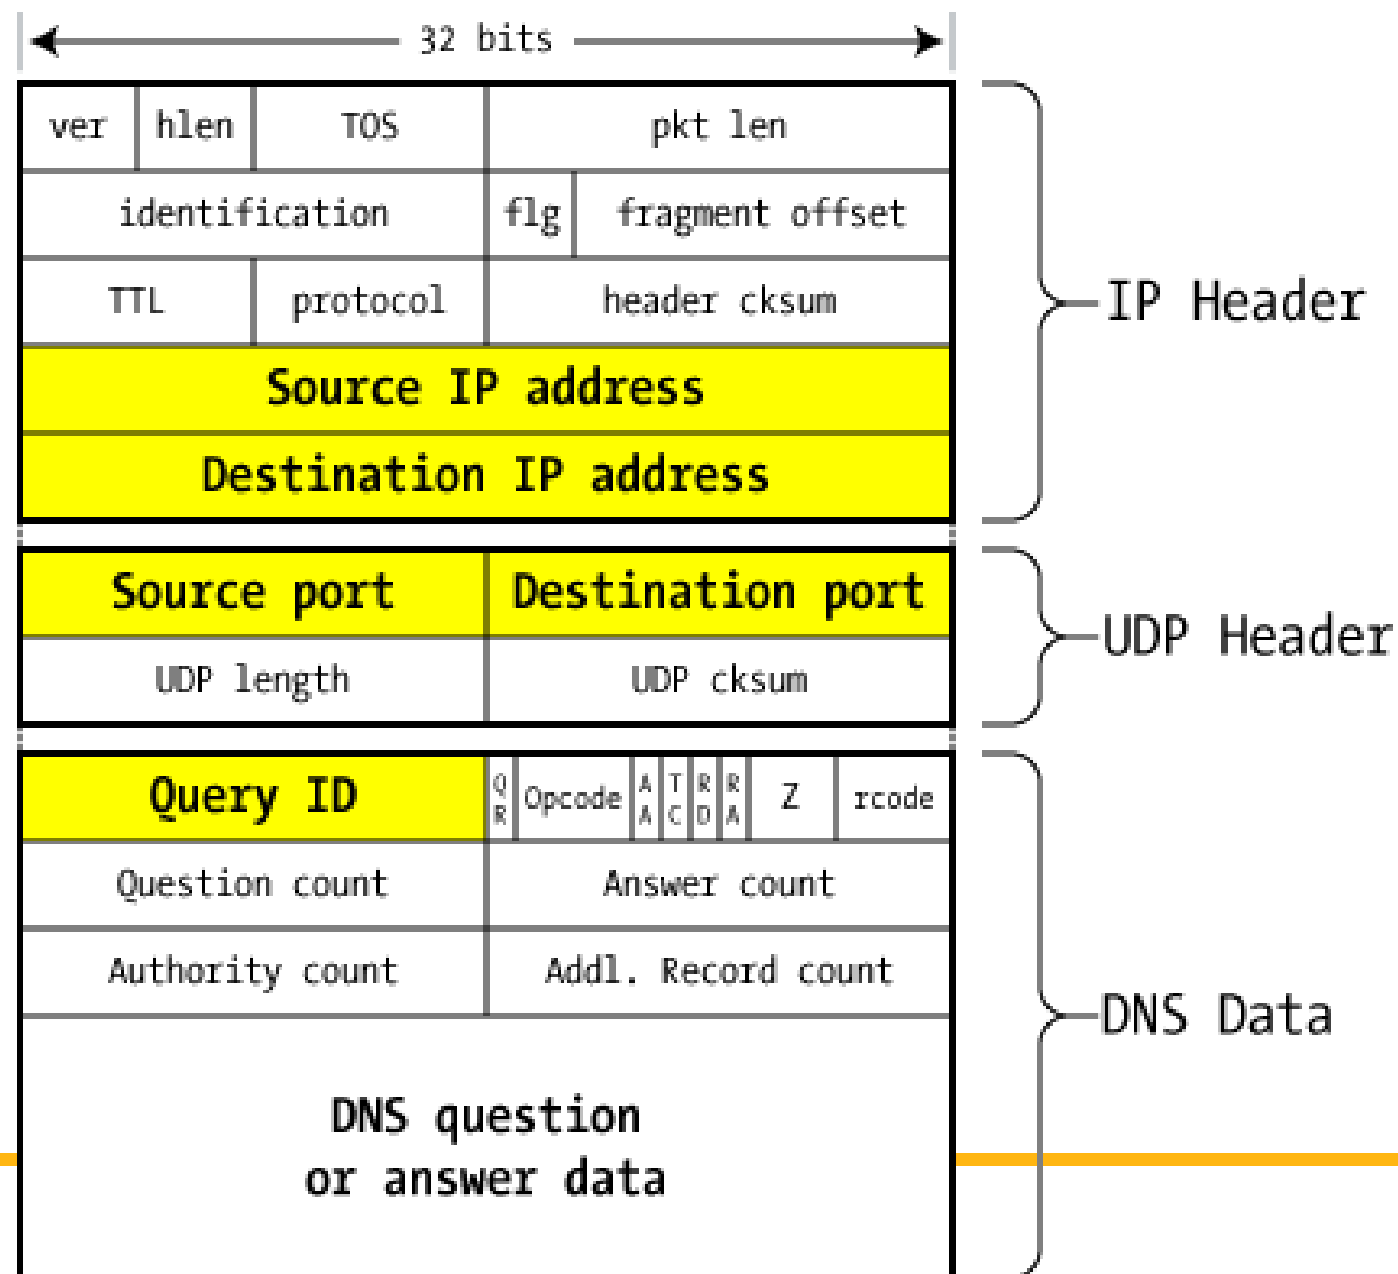 32 bits
ver hlen TOS pkt len
identification flg fragment offset
TTL protocol header cksum
IP Header
Source IP address
Destination IP address
Source port Destination port
UDP Header
UDP length UDP cksum
Query ID QR Opcode AA TC RD RA Z rcode
Question count Answer count
Authority count Addl. Record count
DNS Data
DNS question
or answer data